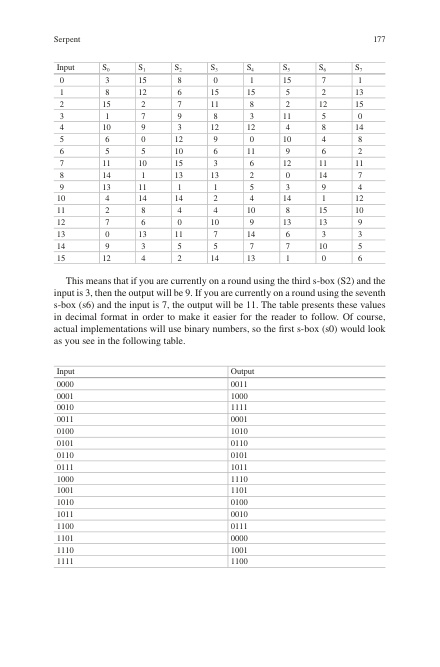 Serpent 177
Input S0 S1 S2 S3 S4 S5 S6 S7
0 3 15 8 0 1 15 7 1
1 8 12 6 15 15 5 2 13
2 15 2 7 11 8 2 12 15
3 1 7 9 8 3 11 5 0
4 10 9 3 12 12 4 8 14
5 6 0 12 9 0 10 4 8
6 5 5 10 6 11 9 6 2
7 11 10 15 3 6 12 11 11
8 14 1 13 13 2 0 14 7
9 13 11 1 1 5 3 9 4
10 4 14 14 2 4 14 1 12
11 2 8 4 4 10 8 15 10
12 7 6 0 10 9 13 13 9
13 0 13 11 7 14 6 3 3
14 9 3 5 5 7 7 10 5
15 12 4 2 14 13 1 0 6
This means that if you are currently on a round using the third s-box (S2) and the
input is 3, then the output will be 9. If you are currently on a round using the seventh
s-box (s6) and the input is 7, the output will be 11. The table presents these values
in decimal format in order to make it easier for the reader to follow. Of course,
actual implementations will use binary numbers, so the first s-box (s0) would look
as you see in the following table.
Input Output
0000 0011
0001 1000
0010 1111
0011 0001
0100 1010
0101 0110
0110 0101
0111 1011
1000 1110
1001 1101
1010 0100
1011 0010
1100 0111
1101 0000
1110 1001
1111 1100